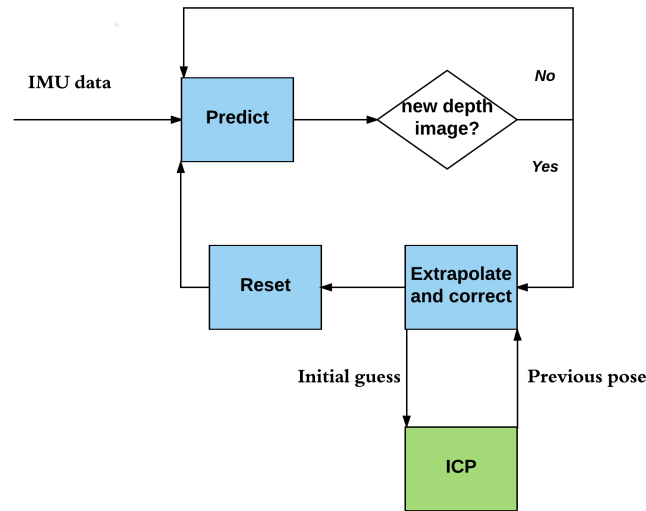 IMU data
Predict
new depth
image?
No
Yes
Reset
Extrapolate
and correct
Initial guess
Previous pose
ICP